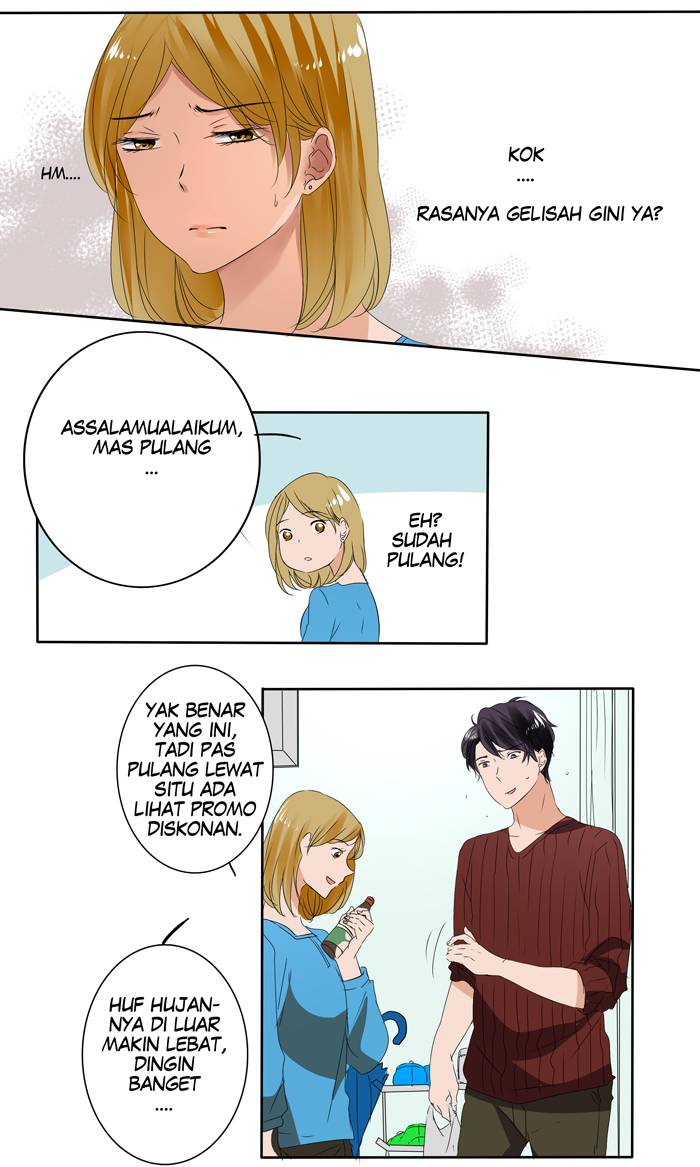 HM....
KOK
....
RASANYA GELISAH GINI YA?
ASSALAMUALAIKUM,
MAS PULANG
...
EH?
SUDAH
PULANG!
YAK BENAR
YANG INI,
TADI PAS
PULANG LEWAT
SITU ADA
LIHAT PROMO
DISKONAN.
HUF HUJAN-
NYA DI LUAR
MAKIN LEBAT,
DINGIN
BANGET
....